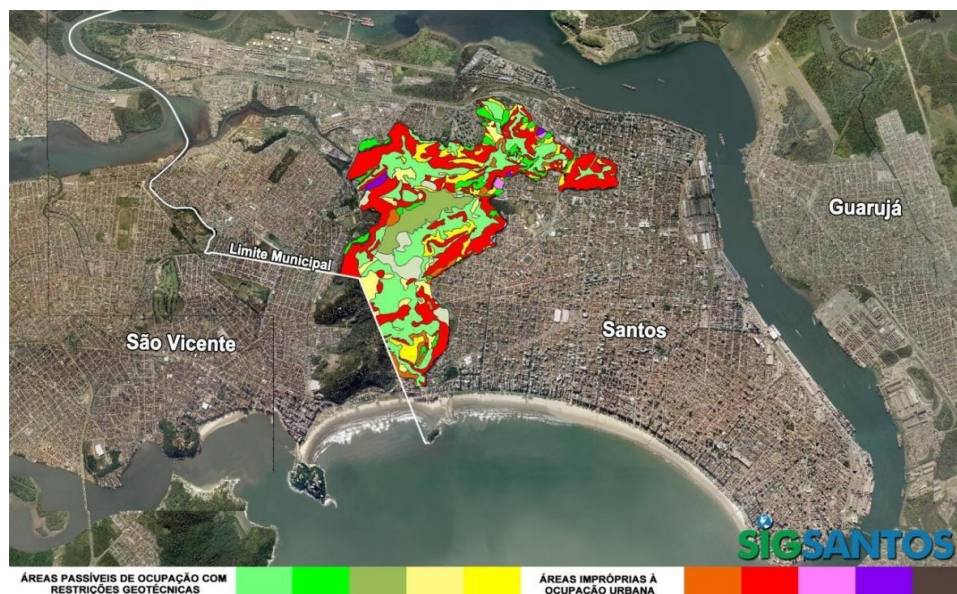 Guarujá
Limite Municipal
Santos
São Vicente
SIGSANTOS
ÁREAS PASSÍVEIS DE OCUPAÇÃO COM
RESTRIÇÕES GEOTÉCNICAS
ÁREAS IMPRÓPRIAS À
OCUPAÇÃO URBANA